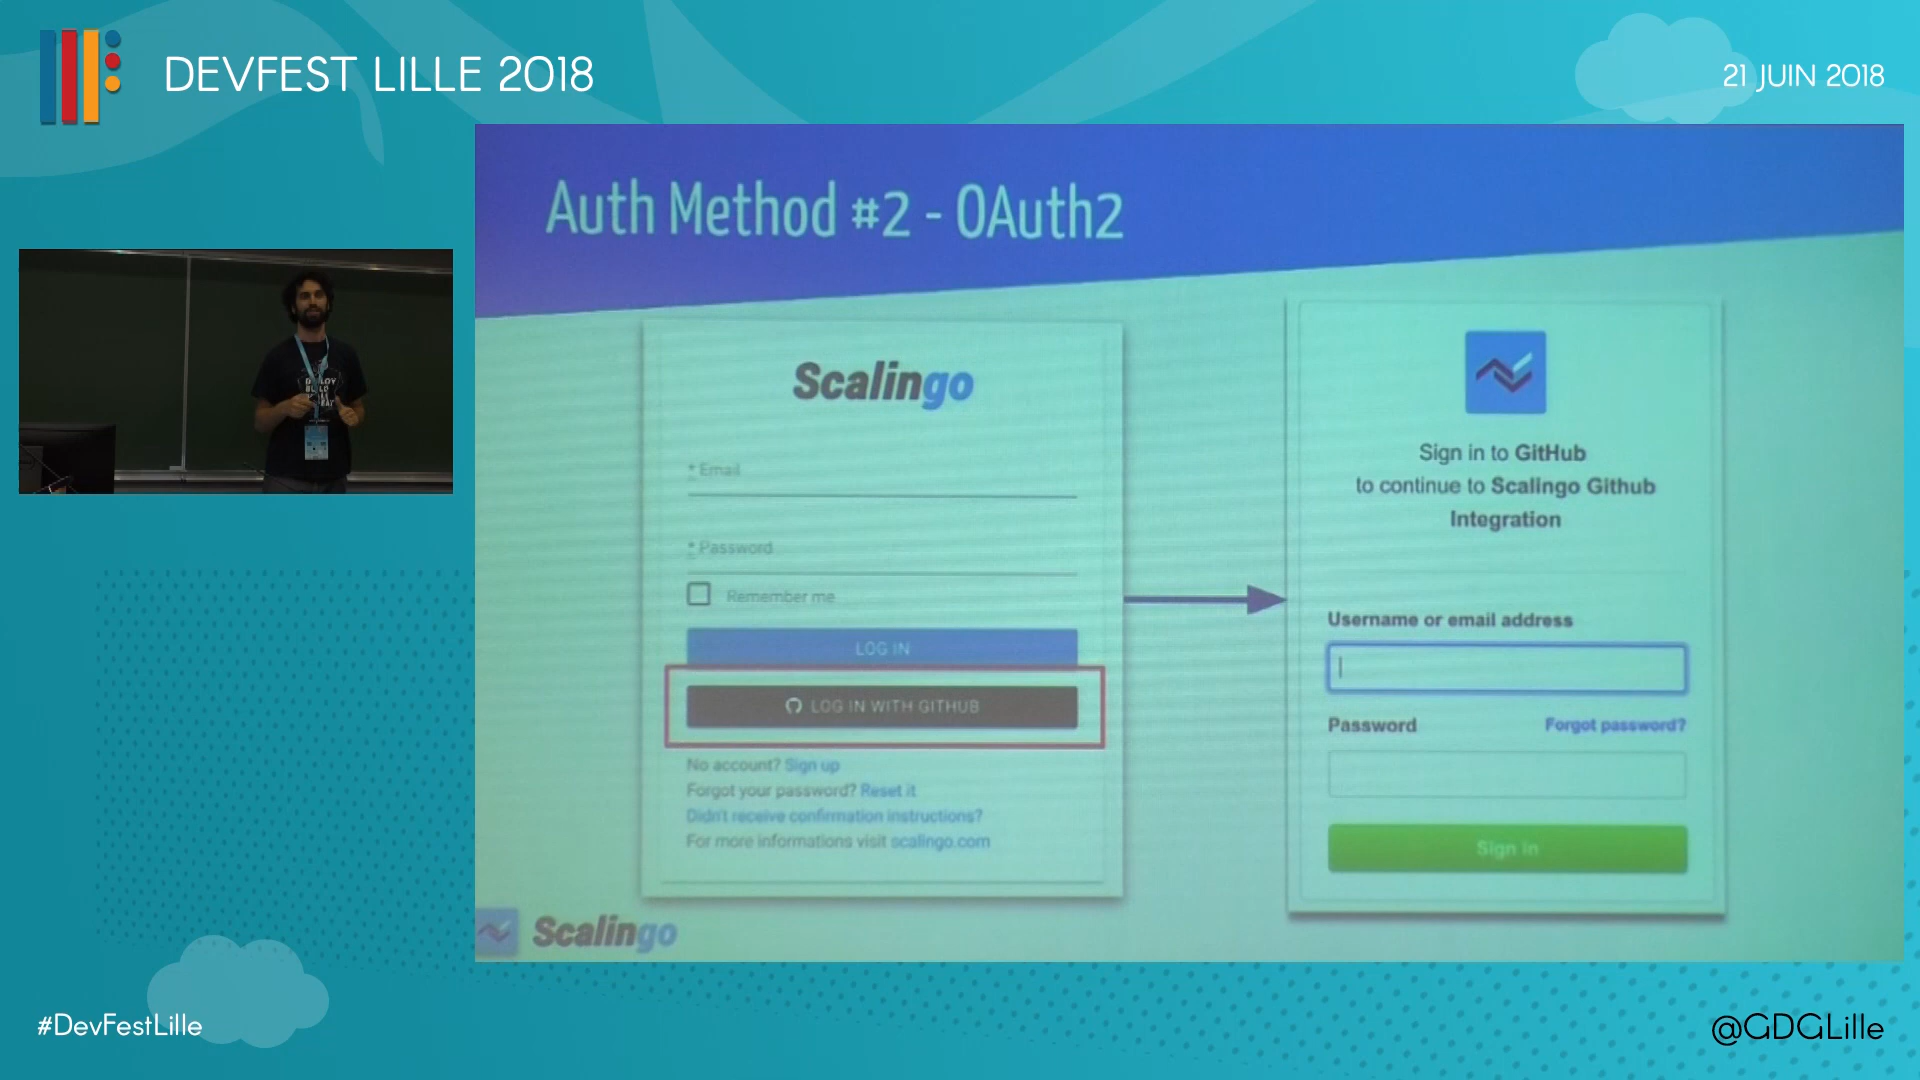 DEVFEST LILLE 2018
21 JUIN 2018
Auth Method #2 - OAuth2
Scalingo
* Email
* Password
Remember me
LOG IN
LOG IN WITH GITHUB
No account? Sign up
Forgot your password? Reset it
Didn't receive confirmation instructions?
For more informations visit scalingo.com
Sign in to GitHub
to continue to Scalingo Github
Integration
Username or email address
Password
Forgot password?
Sign in
Scalingo
#DevFestLille
@GDGLille